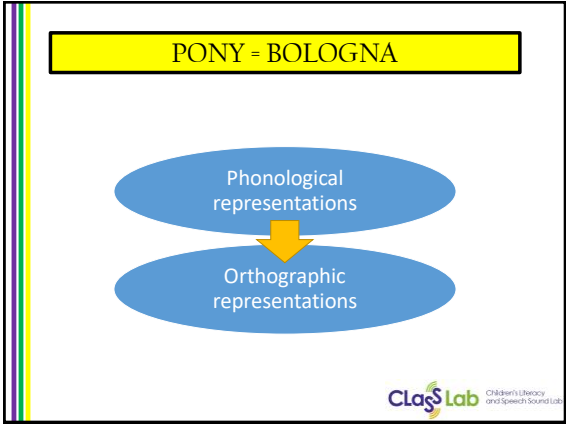 PONY = BOLOGNA
Phonological
representations
Orthographic
representations
CLaSS Lab
Children's Literacy
and Speech Sound Lab